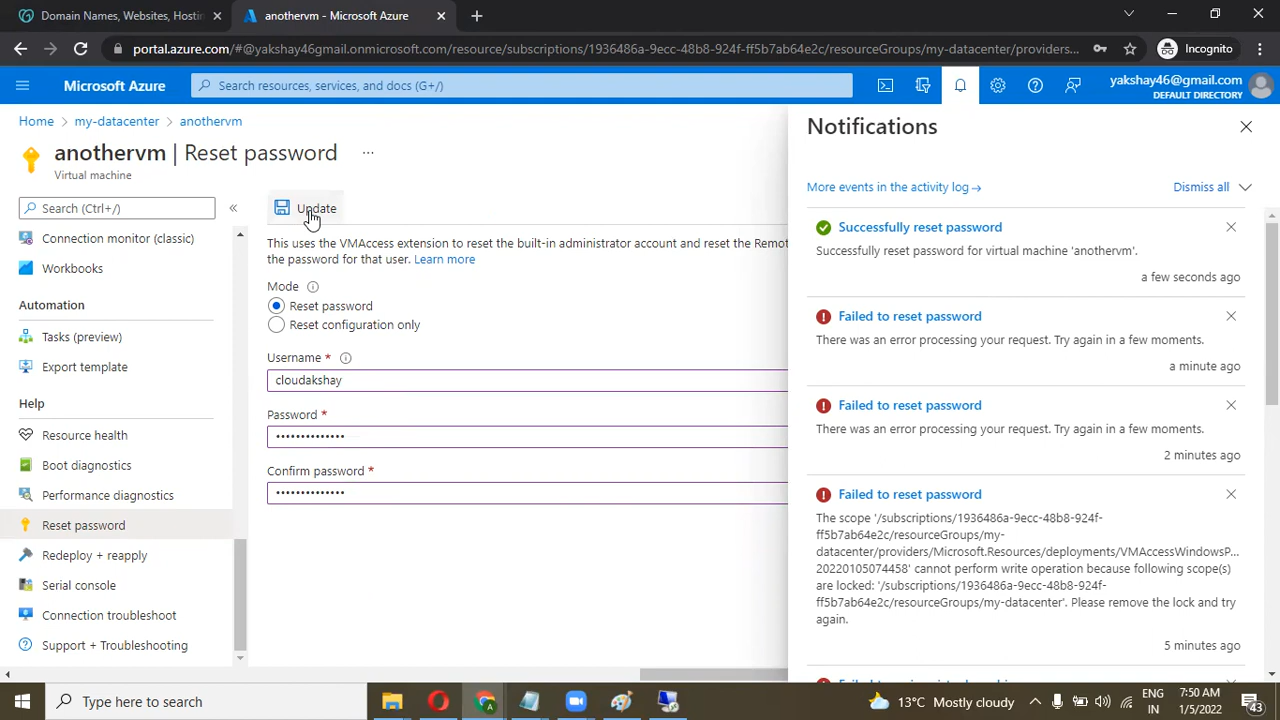 Domain Names, Websites, Hostin
anothervm - Microsoft Azure
portal.azure.com/#@yakshay46gmail.onmicrosoft.com/resource/subscriptions/1936486a-9ecc-48b8-924f-ff5b7ab64e2c/resourceGroups/my-datacenter/providers...
Incognito
Microsoft Azure
Search resources, services, and docs (G+/)
yakshay46@gmail.com
DEFAULT DIRECTORY
Home > my-datacenter > anothervm
anothervm | Reset password ...
Virtual machine
Search (Ctrl+/)
«
Connection monitor (classic)
Workbooks
Automation
Tasks (preview)
Export template
Help
Resource health
Boot diagnostics
Performance diagnostics
Reset password
Redeploy + reapply
Serial console
Connection troubleshoot
Support + Troubleshooting
Update
This uses the VMAccess extension to reset the built-in administrator account and reset the Remot
the password for that user. Learn more
Mode
Reset password
Reset configuration only
Username *
cloudakshay
Password *
Confirm password *
Notifications
More events in the activity log →
Dismiss all
Successfully reset password
Successfully reset password for virtual machine 'anothervm'.
a few seconds ago
Failed to reset password
There was an error processing your request. Try again in a few moments.
a minute ago
Failed to reset password
There was an error processing your request. Try again in a few moments.
2 minutes ago
Failed to reset password
The scope '/subscriptions/1936486a-9ecc-48b8-924f-
ff5b7ab64e2c/resourceGroups/my-
datacenter/providers/Microsoft.Resources/deployments/VMAccessWindowsP...
20220105074458' cannot perform write operation because following scope(s)
are locked: '/subscriptions/1936486a-9ecc-48b8-924f-
ff5b7ab64e2c/resourceGroups/my-datacenter'. Please remove the lock and try
again.
5 minutes ago
Type here to search
13°C Mostly cloudy
ENG
IN
7:50 AM
1/5/2022
43